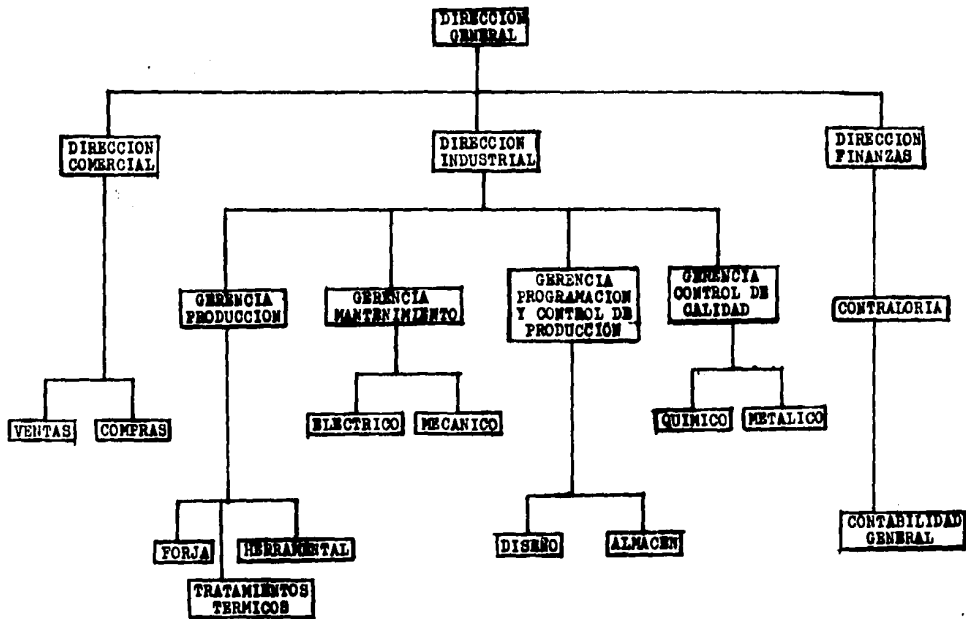 DIRECCION
GENERAL
DIRECCION
COMERCIAL
DIRECCION
INDUSTRIAL
DIRECCION
FINANZAS
GERENCIA
PRODUCCION
GERENCIA
MANTENIMIENTO
GERENCIA
PROGRAMACION
Y CONTROL DE
PRODUCCIÓN
GERENCIA
CONTROL DE
CALIDAD
CONTRALORIA
VENTAS
COMPRAS
ELECTRICO
MECANICO
QUIMICO
METALICO
FORJA
HERRAMENTAL
TRATAMIENTOS
TERMICOS
DISEÑO
ALMACEN
CONTABILIDAD
GENERAL